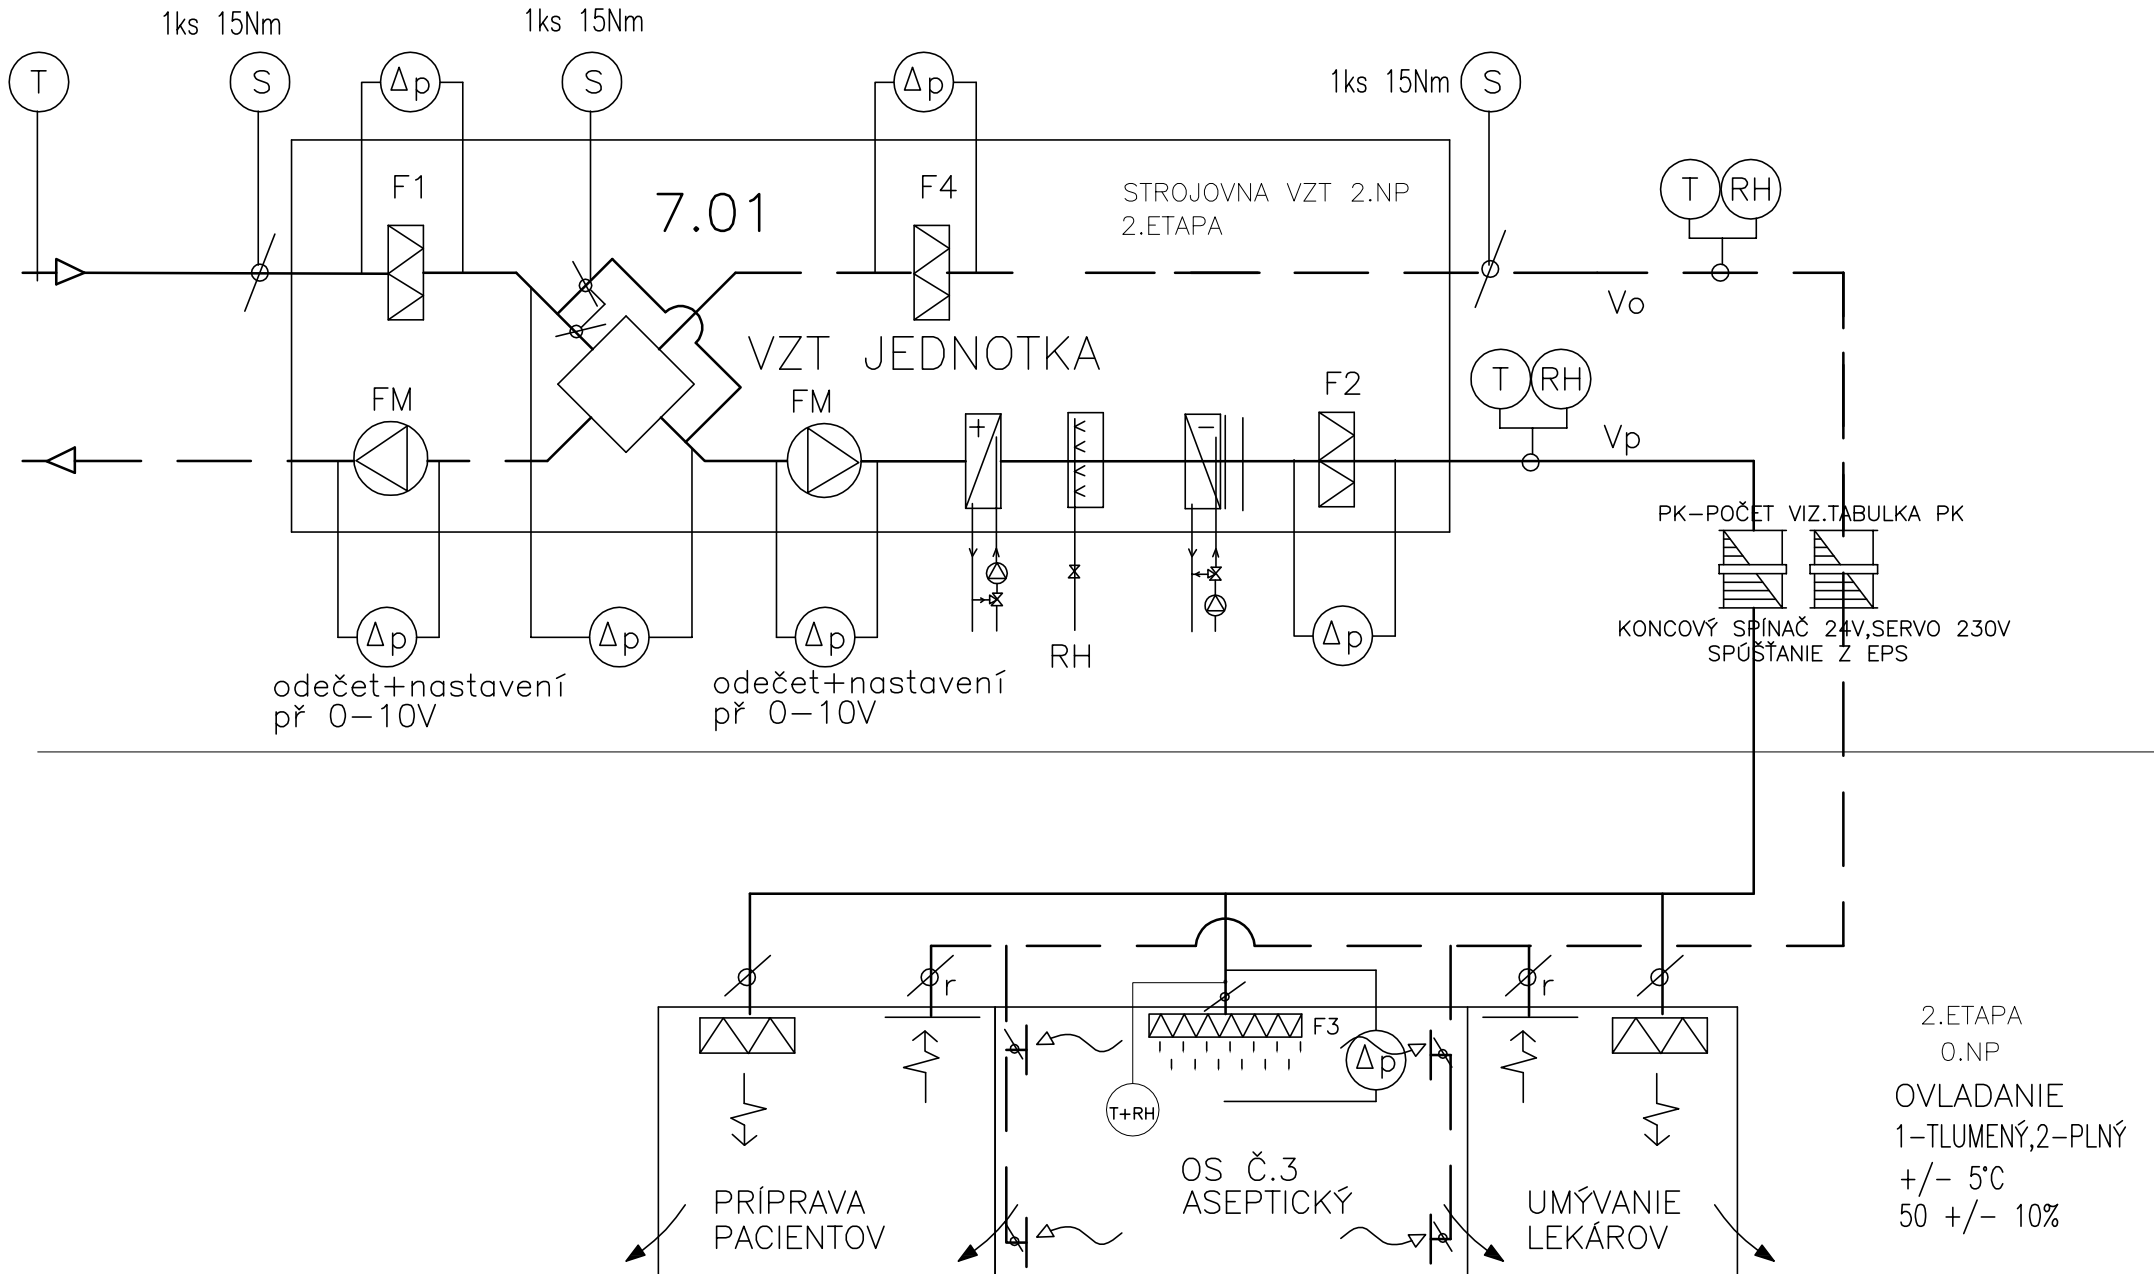 1ks 15Nm
1ks 15Nm
T
S
Δp
S
Δp
1ks 15Nm
S
F1
7.01
F4
STROJOVNA VZT 2.NP
2.ETAPA
T
RH
Vo
VZT JEDNOTKA
FM
FM
F2
T
RH
+
−
Vp
PK-POČET VIZ.TABULKA PK
KONCOVÝ SPÍNAČ 24V,SERVO 230V
SPÚŠŤANIE Z EPS
Δp
Δp
Δp
RH
Δp
odečet+nastavení
př 0-10V
odečet+nastavení
př 0-10V
r
r
F3
Δp
T+RH
2.ETAPA
0.NP
OVLADANIE
1-TLUMENÝ,2-PLNÝ
+/- 5°C
50 +/- 10%
PRÍPRAVA
PACIENTOV
OS Č.3
ASEPTICKÝ
UMÝVANIE
LEKÁROV